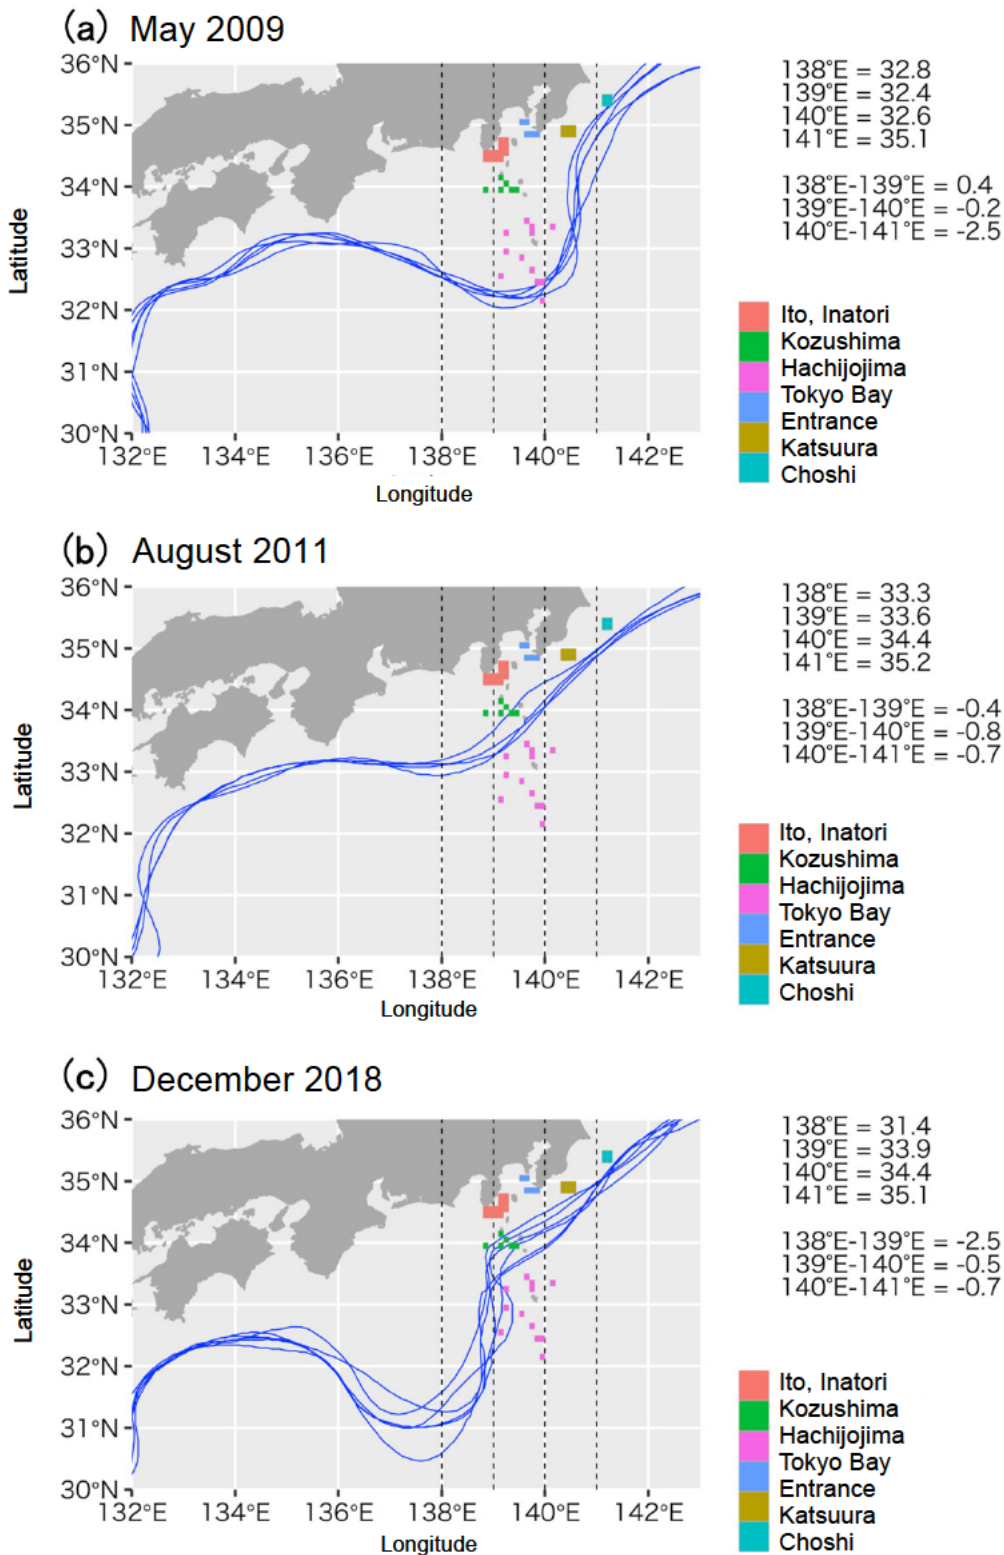 (a) May 2009
36°N
35°N
34°N
33°N
32°N
31°N
30°N
Latitude
132°E 134°E 136°E 138°E 140°E 142°E
Longitude
138°E = 32.8
139°E = 32.4
140°E = 32.6
141°E = 35.1
138°E-139°E = 0.4
139°E-140°E = -0.2
140°E-141°E = -2.5
Ito, Inatori
Kozushima
Hachijojima
Tokyo Bay
Entrance
Katsuura
Choshi
(b) August 2011
36°N
35°N
34°N
33°N
32°N
31°N
30°N
Latitude
132°E 134°E 136°E 138°E 140°E 142°E
Longitude
138°E = 33.3
139°E = 33.6
140°E = 34.4
141°E = 35.2
138°E-139°E = -0.4
139°E-140°E = -0.8
140°E-141°E = -0.7
Ito, Inatori
Kozushima
Hachijojima
Tokyo Bay
Entrance
Katsuura
Choshi
(c) December 2018
36°N
35°N
34°N
33°N
32°N
31°N
30°N
Latitude
132°E 134°E 136°E 138°E 140°E 142°E
Longitude
138°E = 31.4
139°E = 33.9
140°E = 34.4
141°E = 35.1
138°E-139°E = -2.5
139°E-140°E = -0.5
140°E-141°E = -0.7
Ito, Inatori
Kozushima
Hachijojima
Tokyo Bay
Entrance
Katsuura
Choshi